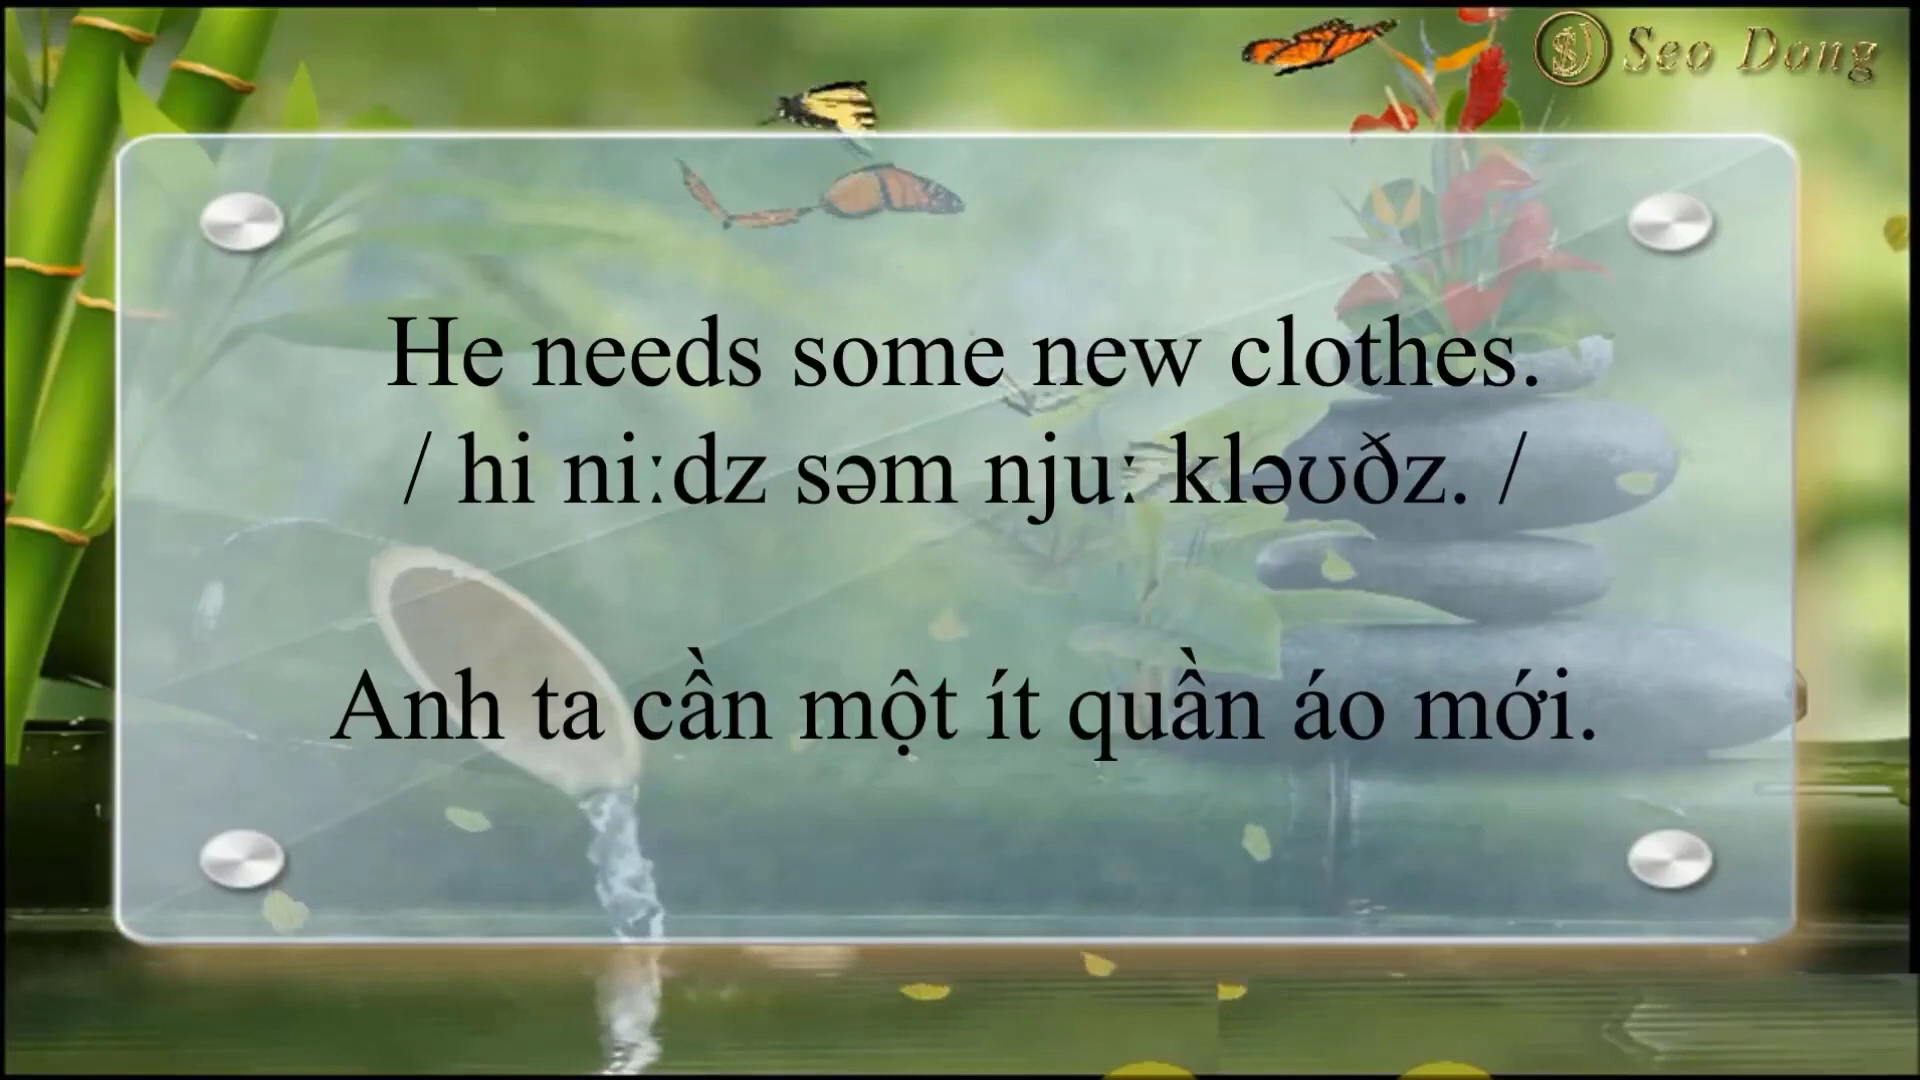 Seo Dong
He needs some new clothes.
/ hi niːdz səm njuː kləʊðz. /
Anh ta cần một ít quần áo mới.